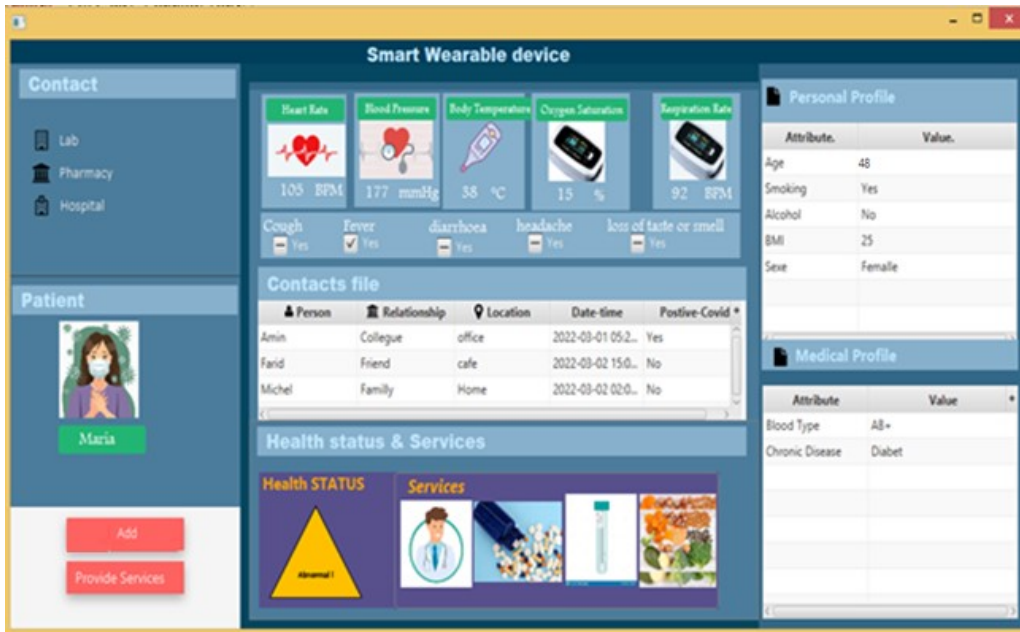 Smart Wearable device
Contact
Lab
Pharmacy
Hospital
Patient
Maria
Add
Provide Services
Heart Rate Blood Pressure Body Temperature Oxygen Saturation Respiration Rate
105 BPM 177 mmHg 38 °C 15 % 92 BPM
Cough Fever diarrhoea headache loss of taste or smell
Yes Yes Yes Yes Yes
Contacts file
Person Relationship Location Date-time Postive-Covid
Amin Collegue office 2022-03-01 05:2... Yes
Farid Friend cafe 2022-03-02 15:0... No
Michel Familly Home 2022-03-02 02:0... No
Health status & Services
Health STATUS Services
Abnormal !
Personal Profile
Attribute. Value.
Age 48
Smoking Yes
Alcohol No
BMI 25
Sexe Femalle
Medical Profile
Attribute Value
Blood Type AB+
Chronic Disease Diabet